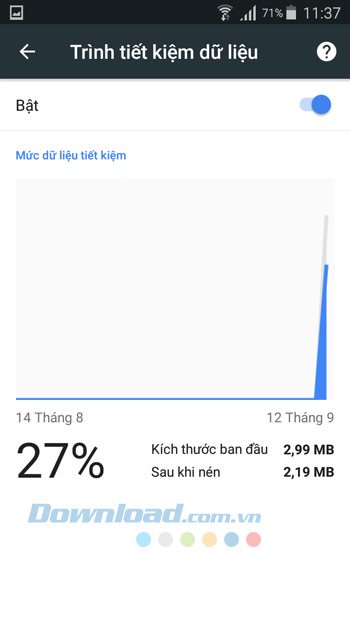 71% 11:37
Trình tiết kiệm dữ liệu ?
Bật
Mức dữ liệu tiết kiệm
14 Tháng 8 12 Tháng 9
27%
Kích thước ban đầu 2,99 MB
Sau khi nén 2,19 MB
Download.com.vn